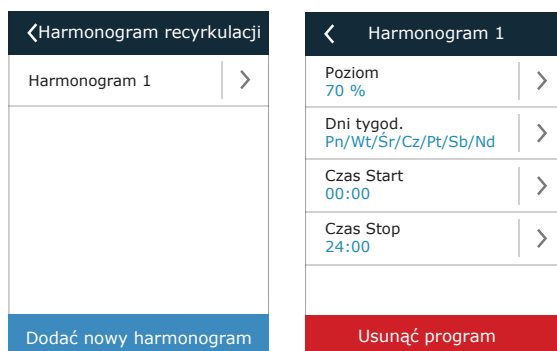 Harmonogram recyrkulacji
Harmonogram 1
Dodać nowy harmonogram
Harmonogram 1
Poziom
70 %
Dni tygod.
Pn/Wt/Śr/Cz/Pt/Sb/Nd
Czas Start
00:00
Czas Stop
24:00
Usunąć program